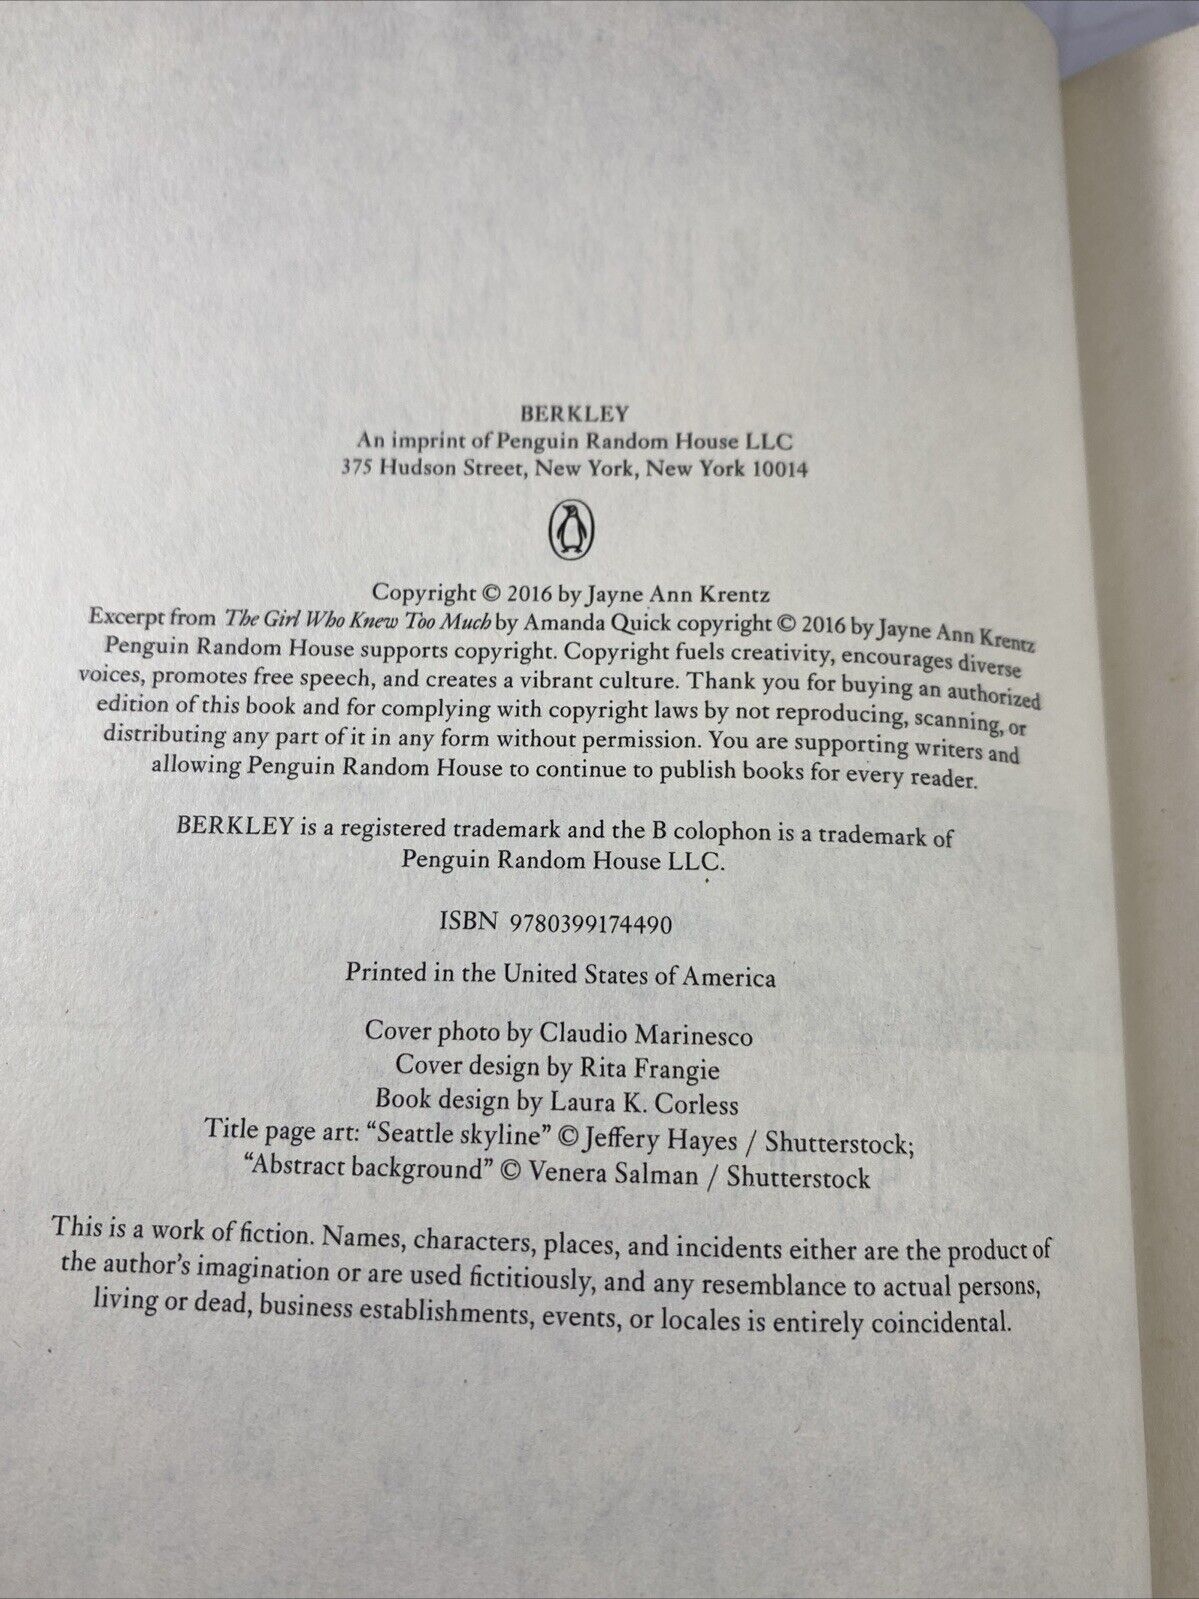 BERKLEY
An imprint of Penguin Random House LLC
375 Hudson Street, New York, New York 10014
Copyright © 2016 by Jayne Ann Krentz
Excerpt from The Girl Who Knew Too Much by Amanda Quick copyright © 2016 by Jayne Ann Krentz
Penguin Random House supports copyright. Copyright fuels creativity, encourages diverse
voices, promotes free speech, and creates a vibrant culture. Thank you for buying an authorized
edition of this book and for complying with copyright laws by not reproducing, scanning, or
distributing any part of it in any form without permission. You are supporting writers and
allowing Penguin Random House to continue to publish books for every reader.
BERKLEY is a registered trademark and the B colophon is a trademark of
Penguin Random House LLC.
ISBN 9780399174490
Printed in the United States of America
Cover photo by Claudio Marinesco
Cover design by Rita Frangie
Book design by Laura K. Corless
Title page art: “Seattle skyline” © Jeffery Hayes / Shutterstock;
“Abstract background” © Venera Salman / Shutterstock
This is a work of fiction. Names, characters, places, and incidents either are the product of
the author’s imagination or are used fictitiously, and any resemblance to actual persons,
living or dead, business establishments, events, or locales is entirely coincidental.